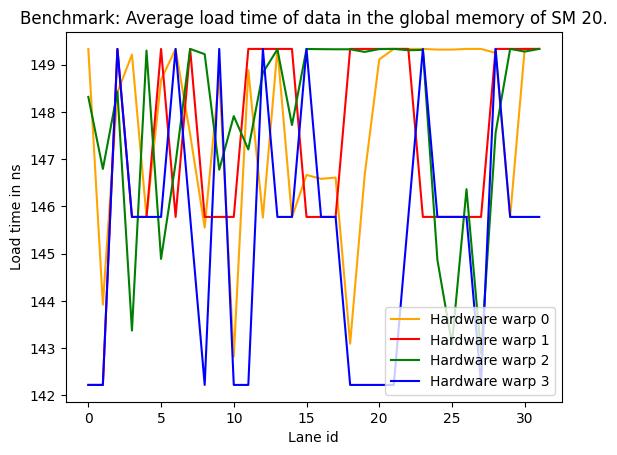 Benchmark: Average load time of data in the global memory of SM 20.
Load time in ns
149
148
147
146
145
144
143
142
0 5 10 15 20 25 30
Lane id
Hardware warp 0
Hardware warp 1
Hardware warp 2
Hardware warp 3